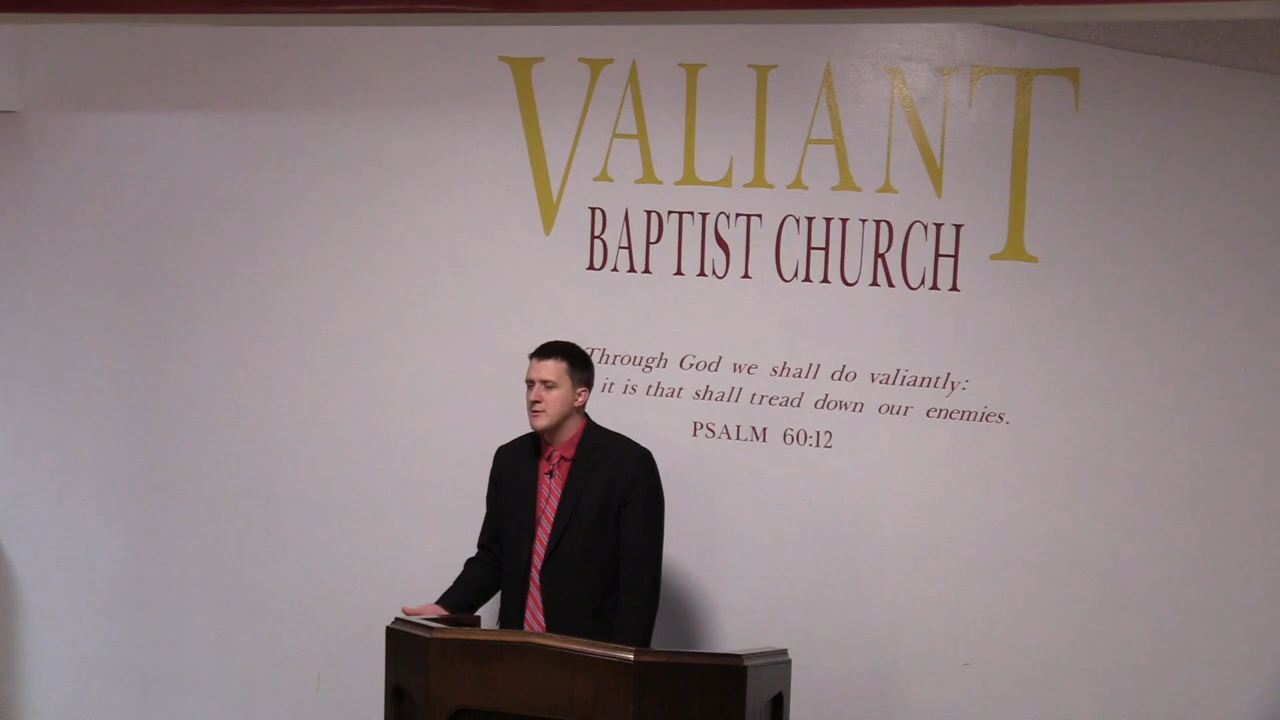 VALIANT
BAPTIST CHURCH
Through God we shall do valiantly:
it is that shall tread down our enemies.
PSALM 60:12